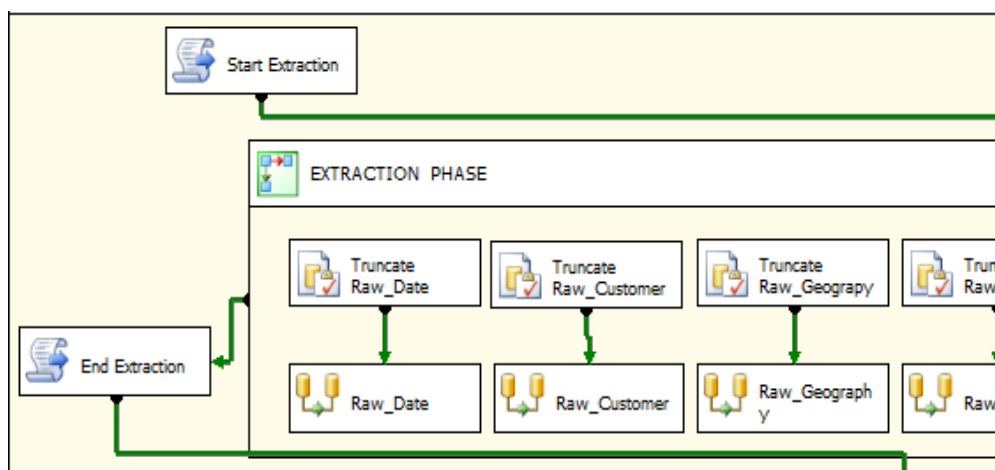 Start Extraction
EXTRACTION PHASE
Truncate
Raw_Date
Truncate
Raw_Customer
Truncate
Raw_Geograpy
Raw_Date
Raw_Customer
Raw_Geograph
y
End Extraction